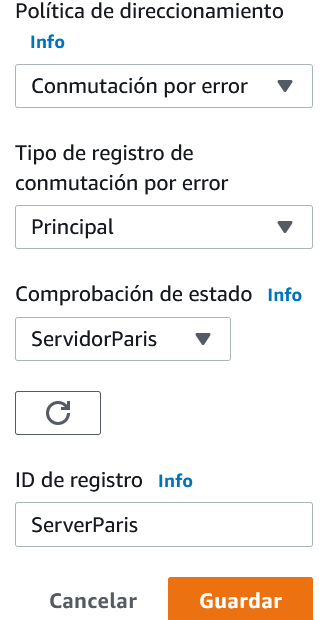 Política de direccionamiento
Info
Conmutación por error
Tipo de registro de
conmutación por error
Principal
Comprobación de estado Info
ServidorParis
ID de registro Info
ServerParis
Cancelar Guardar